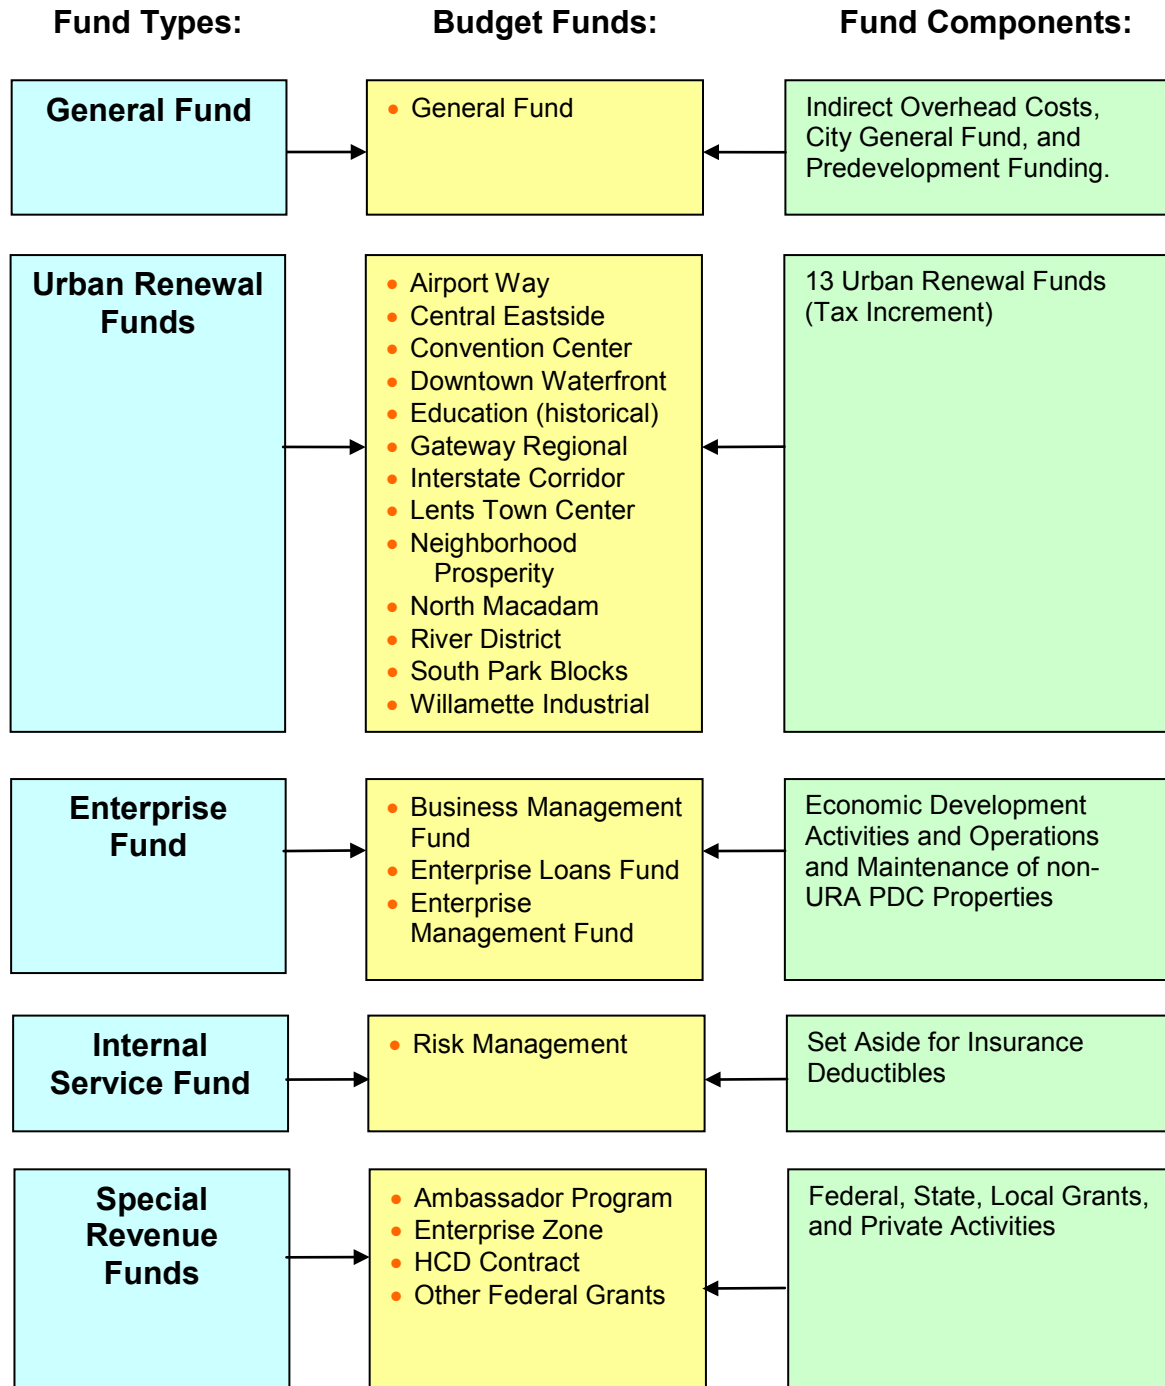 Fund Types:
Budget Funds:
Fund Components:
General Fund
• General Fund
Indirect Overhead Costs,
City General Fund, and
Predevelopment Funding.
Urban Renewal
Funds
• Airport Way
• Central Eastside
• Convention Center
• Downtown Waterfront
• Education (historical)
• Gateway Regional
• Interstate Corridor
• Lents Town Center
• Neighborhood
Prosperity
• North Macadam
• River District
• South Park Blocks
• Willamette Industrial
13 Urban Renewal Funds
(Tax Increment)
Enterprise
Fund
• Business Management
Fund
• Enterprise Loans Fund
• Enterprise
Management Fund
Economic Development
Activities and Operations
and Maintenance of non-
URA PDC Properties
Internal
Service Fund
• Risk Management
Set Aside for Insurance
Deductibles
Special
Revenue
Funds
• Ambassador Program
• Enterprise Zone
• HCD Contract
• Other Federal Grants
Federal, State, Local Grants,
and Private Activities